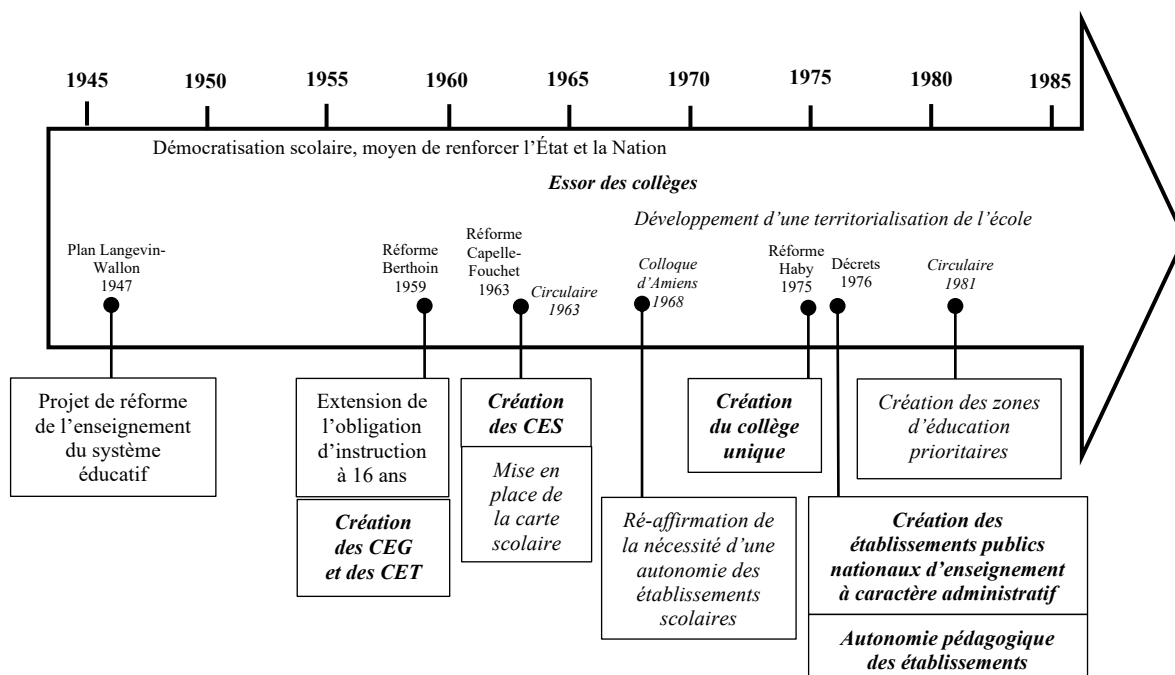 1945 1950 1955 1960 1965 1970 1975 1980 1985
Démocratisation scolaire, moyen de renforcer l’État et la Nation
Essor des collèges
Développement d’une territorialisation de l’école
Plan Langevin-
Wallon
1947
Réforme
Berthoin
1959
Réforme
Capelle-
Fouchet
1963
Circulaire
1963
Colloque
d’Amiens
1968
Réforme
Haby
1975
Décrets
1976
Circulaire
1981
Projet de réforme
de l’enseignement
du système
éducatif
Extension de
l’obligation
d’instruction
à 16 ans
Création
des CEG
et des CET
Création
des CES
Mise en
place de
la carte
scolaire
Ré-affirmation de
la nécessité d’une
autonomie des
établissements
scolaires
Création
du collège
unique
Création des zones
d’éducation
prioritaires
Création des
établissements publics
nationaux d’enseignement
à caractère administratif
Autonomie pédagogique
des établissements